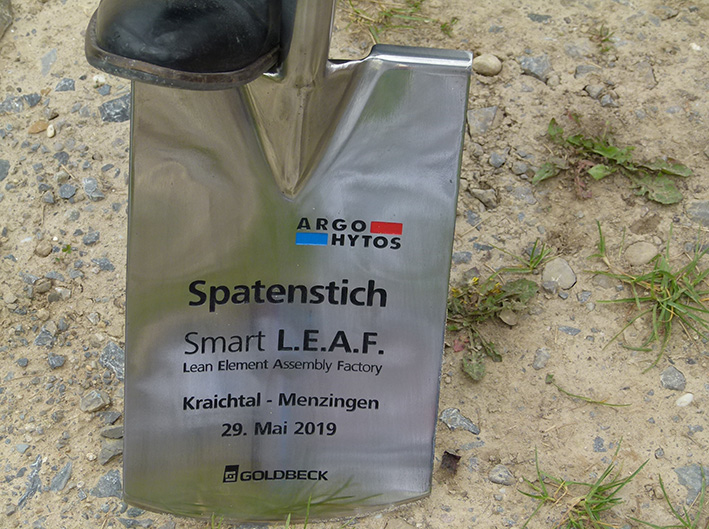 ARGO
HYTOS
Spatenstich
Smart L.E.A.F.
Lean Element Assembly Factory
Kraichtal - Menzingen
29. Mai 2019
GOLDBECK